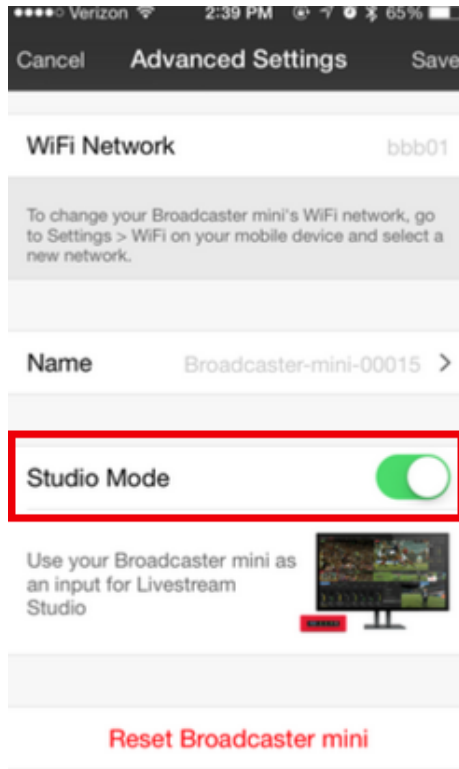 Verizon 2:39 PM 65%
Cancel Advanced Settings Save
WiFi Network bbb01
To change your Broadcaster mini's WiFi network, go
to Settings > WiFi on your mobile device and select a
new network.
Name Broadcaster-mini-00015
Studio Mode
Use your Broadcaster mini as
an input for Livestream
Studio
Reset Broadcaster mini